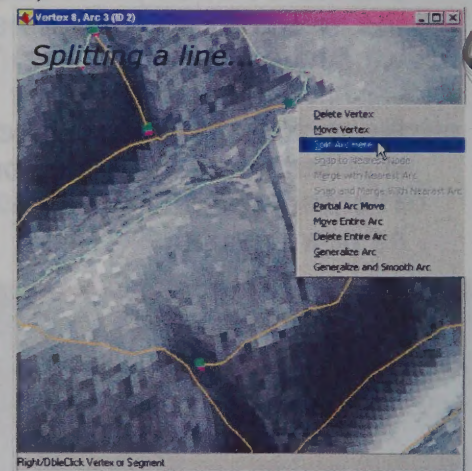 Vertex 8, Arc 3 (ID 2)
Splitting a line...
Delete Vertex
Move Vertex
Split Arc Here
Snap to Nearest Node
Merge with Nearest Arc
Snap and Merge With Nearest Arc
Partial Arc Move
Move Entire Arc
Delete Entire Arc
Generalize Arc
Generalize and Smooth Arc
Right/DbleClick Vertex or Segment